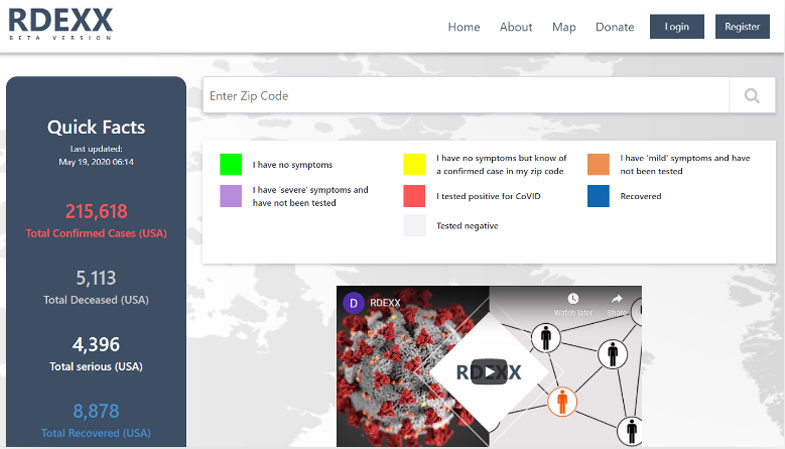 RDEXX
BETA VERSION
Home About Map Donate Login Register
Quick Facts
Last updated:
May 19, 2020 06:14
215,618
Total Confirmed Cases (USA)
5,113
Total Deceased (USA)
4,396
Total serious (USA)
8,878
Total Recovered (USA)
Enter Zip Code
I have no symptoms
I have no symptoms but know of
a confirmed case in my zip code
I have 'mild' symptoms and have
not been tested
I have 'severe' symptoms and
have not been tested
I tested positive for CoVID
Recovered
Tested negative
D RDEXX
Watch later Share
RDEXX